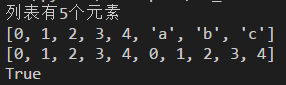 列表有5个元素
[0, 1, 2, 3, 4, 'a', 'b', 'c']
[0, 1, 2, 3, 4, 0, 1, 2, 3, 4]
True